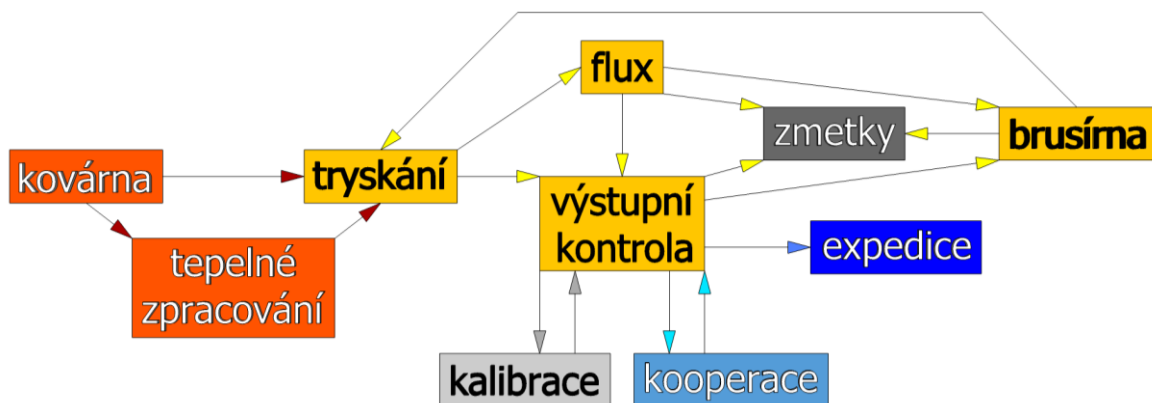 flux
zmetky
brusírna
kovárna
tryskání
výstupní
kontrola
expedice
tepelné
zpracování
kalibrace
kooperace